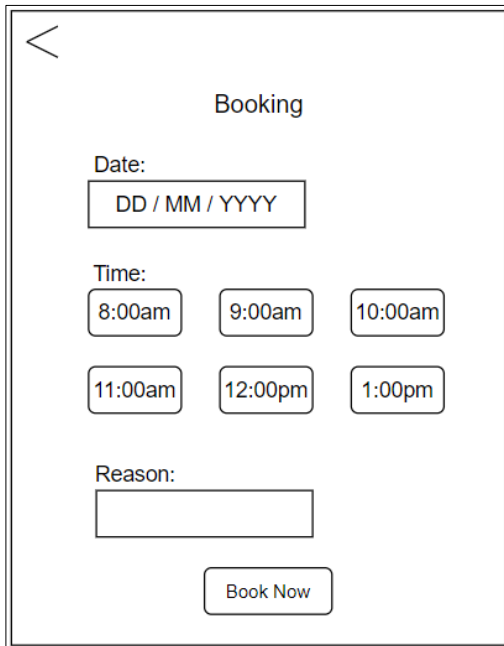 Booking
Date:
DD / MM / YYYY
Time:
8:00am 9:00am 10:00am
11:00am 12:00pm 1:00pm
Reason:
Book Now